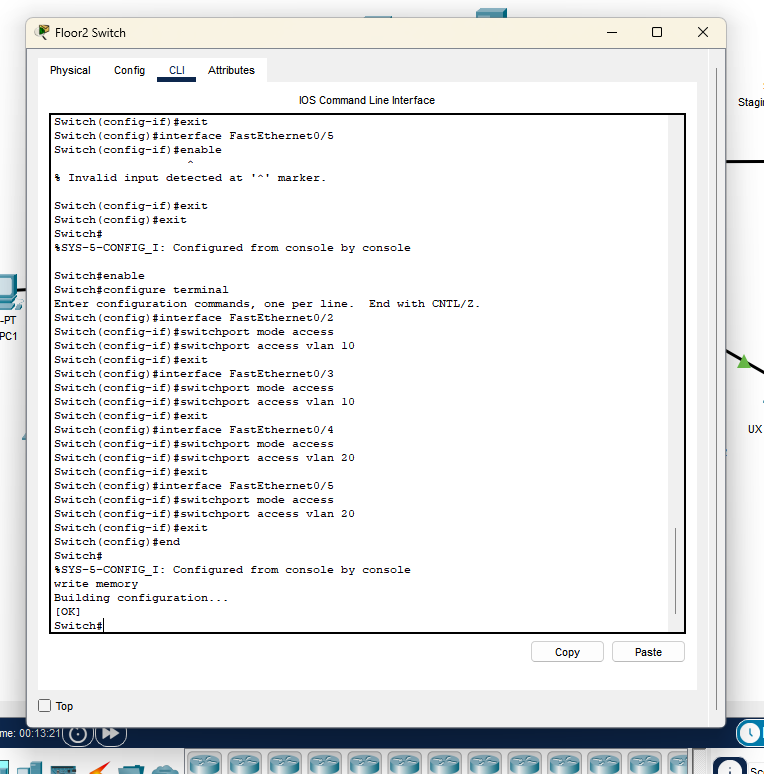 Floor2 Switch
Physical Config CLI Attributes
IOS Command Line Interface
Switch(config-if)#exit
Switch(config)#interface FastEthernet0/5
Switch(config-if)#enable
^
% Invalid input detected at '^' marker.
Switch(config-if)#exit
Switch(config)#exit
Switch#
%SYS-5-CONFIG_I: Configured from console by console
Switch#enable
Switch#configure terminal
Enter configuration commands, one per line.  End with CNTL/Z.
Switch(config)#interface FastEthernet0/2
Switch(config-if)#switchport mode access
Switch(config-if)#switchport access vlan 10
Switch(config-if)#exit
Switch(config)#interface FastEthernet0/3
Switch(config-if)#switchport mode access
Switch(config-if)#switchport access vlan 10
Switch(config-if)#exit
Switch(config)#interface FastEthernet0/4
Switch(config-if)#switchport mode access
Switch(config-if)#switchport access vlan 20
Switch(config-if)#exit
Switch(config)#interface FastEthernet0/5
Switch(config-if)#switchport mode access
Switch(config-if)#switchport access vlan 20
Switch(config-if)#exit
Switch(config)#end
Switch#
%SYS-5-CONFIG_I: Configured from console by console
write memory
Building configuration...
[OK]
Switch#
Copy Paste
Top
-PT
PC1
Stagin
UX
me: 00:13:21
Sc